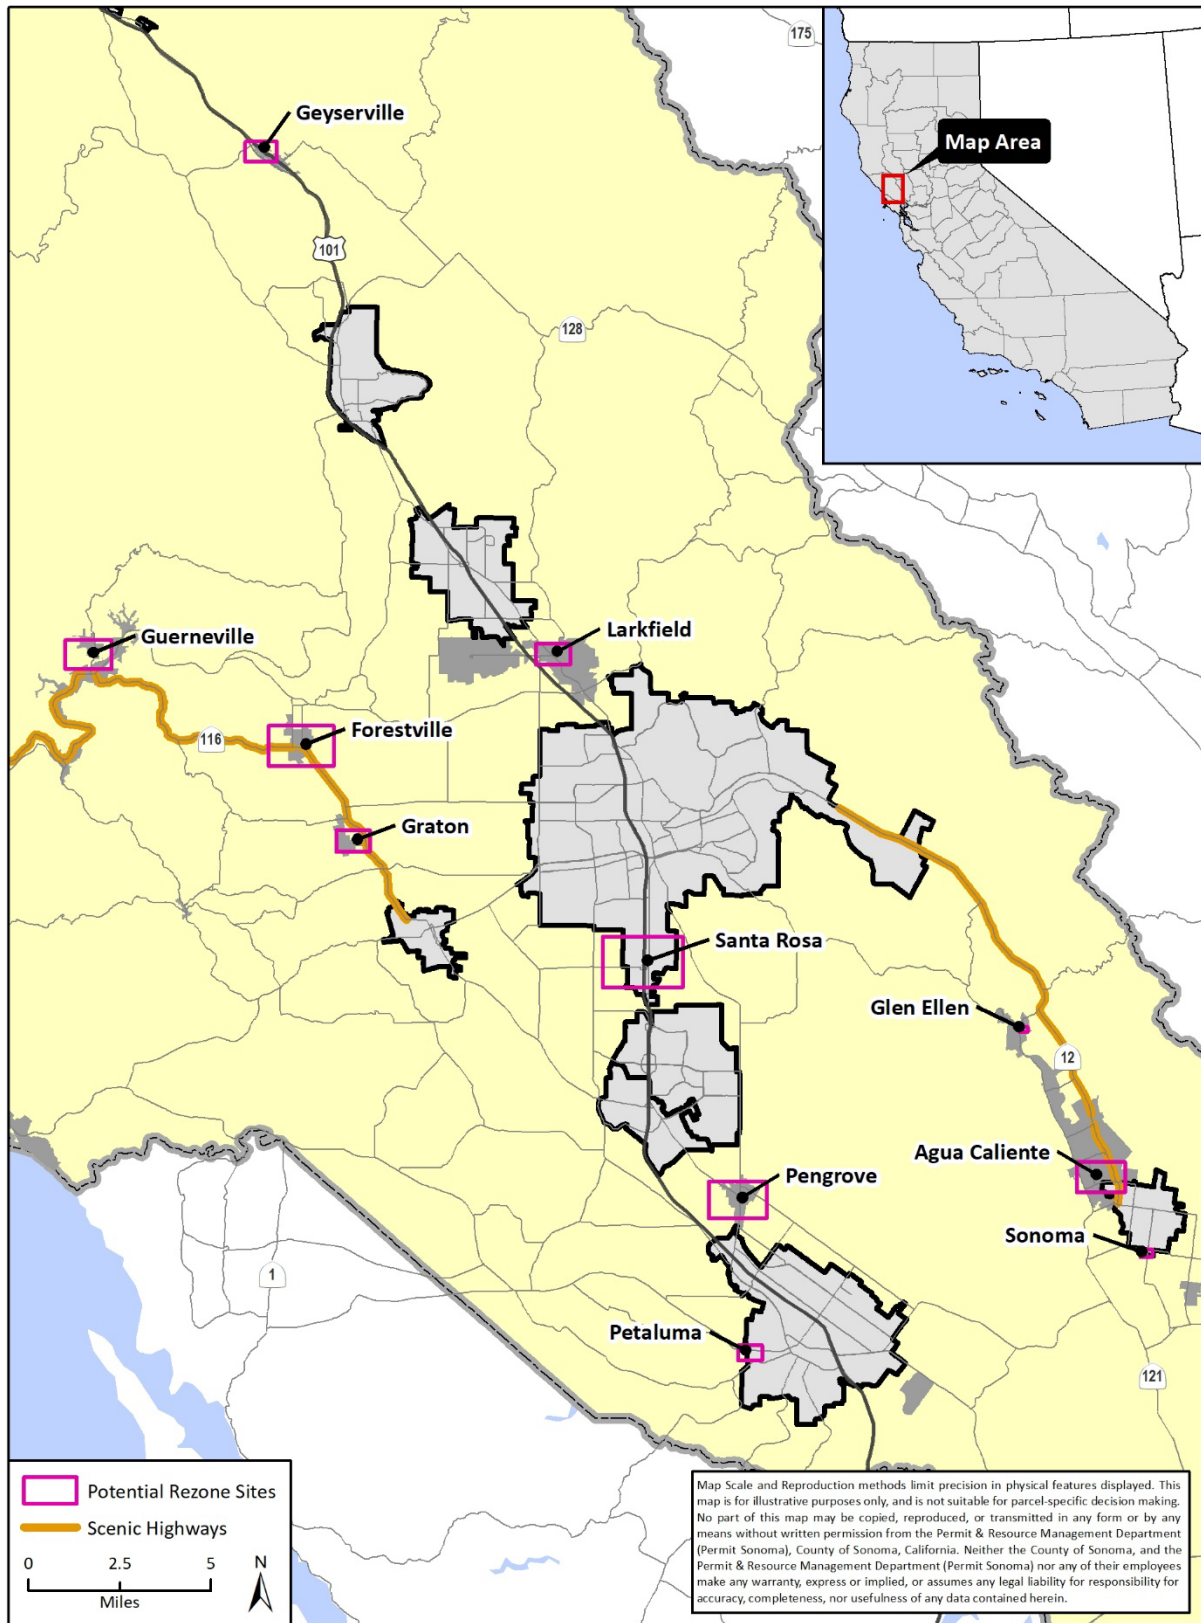 175
Map Area
Geyserville
101
128
Guerneville
Larkfield
Forestville
116
Graton
Santa Rosa
Glen Ellen
12
Agua Caliente
Pengrove
Sonoma
1
Petaluma
121
Potential Rezone Sites
Scenic Highways
0 2.5 5
Miles
N
Map Scale and Reproduction methods limit precision in physical features displayed. This
map is for illustrative purposes only, and is not suitable for parcel-specific decision making.
No part of this map may be copied, reproduced, or transmitted in any form or by any
means without written permission from the Permit & Resource Management Department
(Permit Sonoma), County of Sonoma, California. Neither the County of Sonoma, and the
Permit & Resource Management Department (Permit Sonoma) nor any of their employees
make any warranty, express or implied, or assumes any legal liability for responsibility for
accuracy, completeness, nor usefulness of any data contained herein.